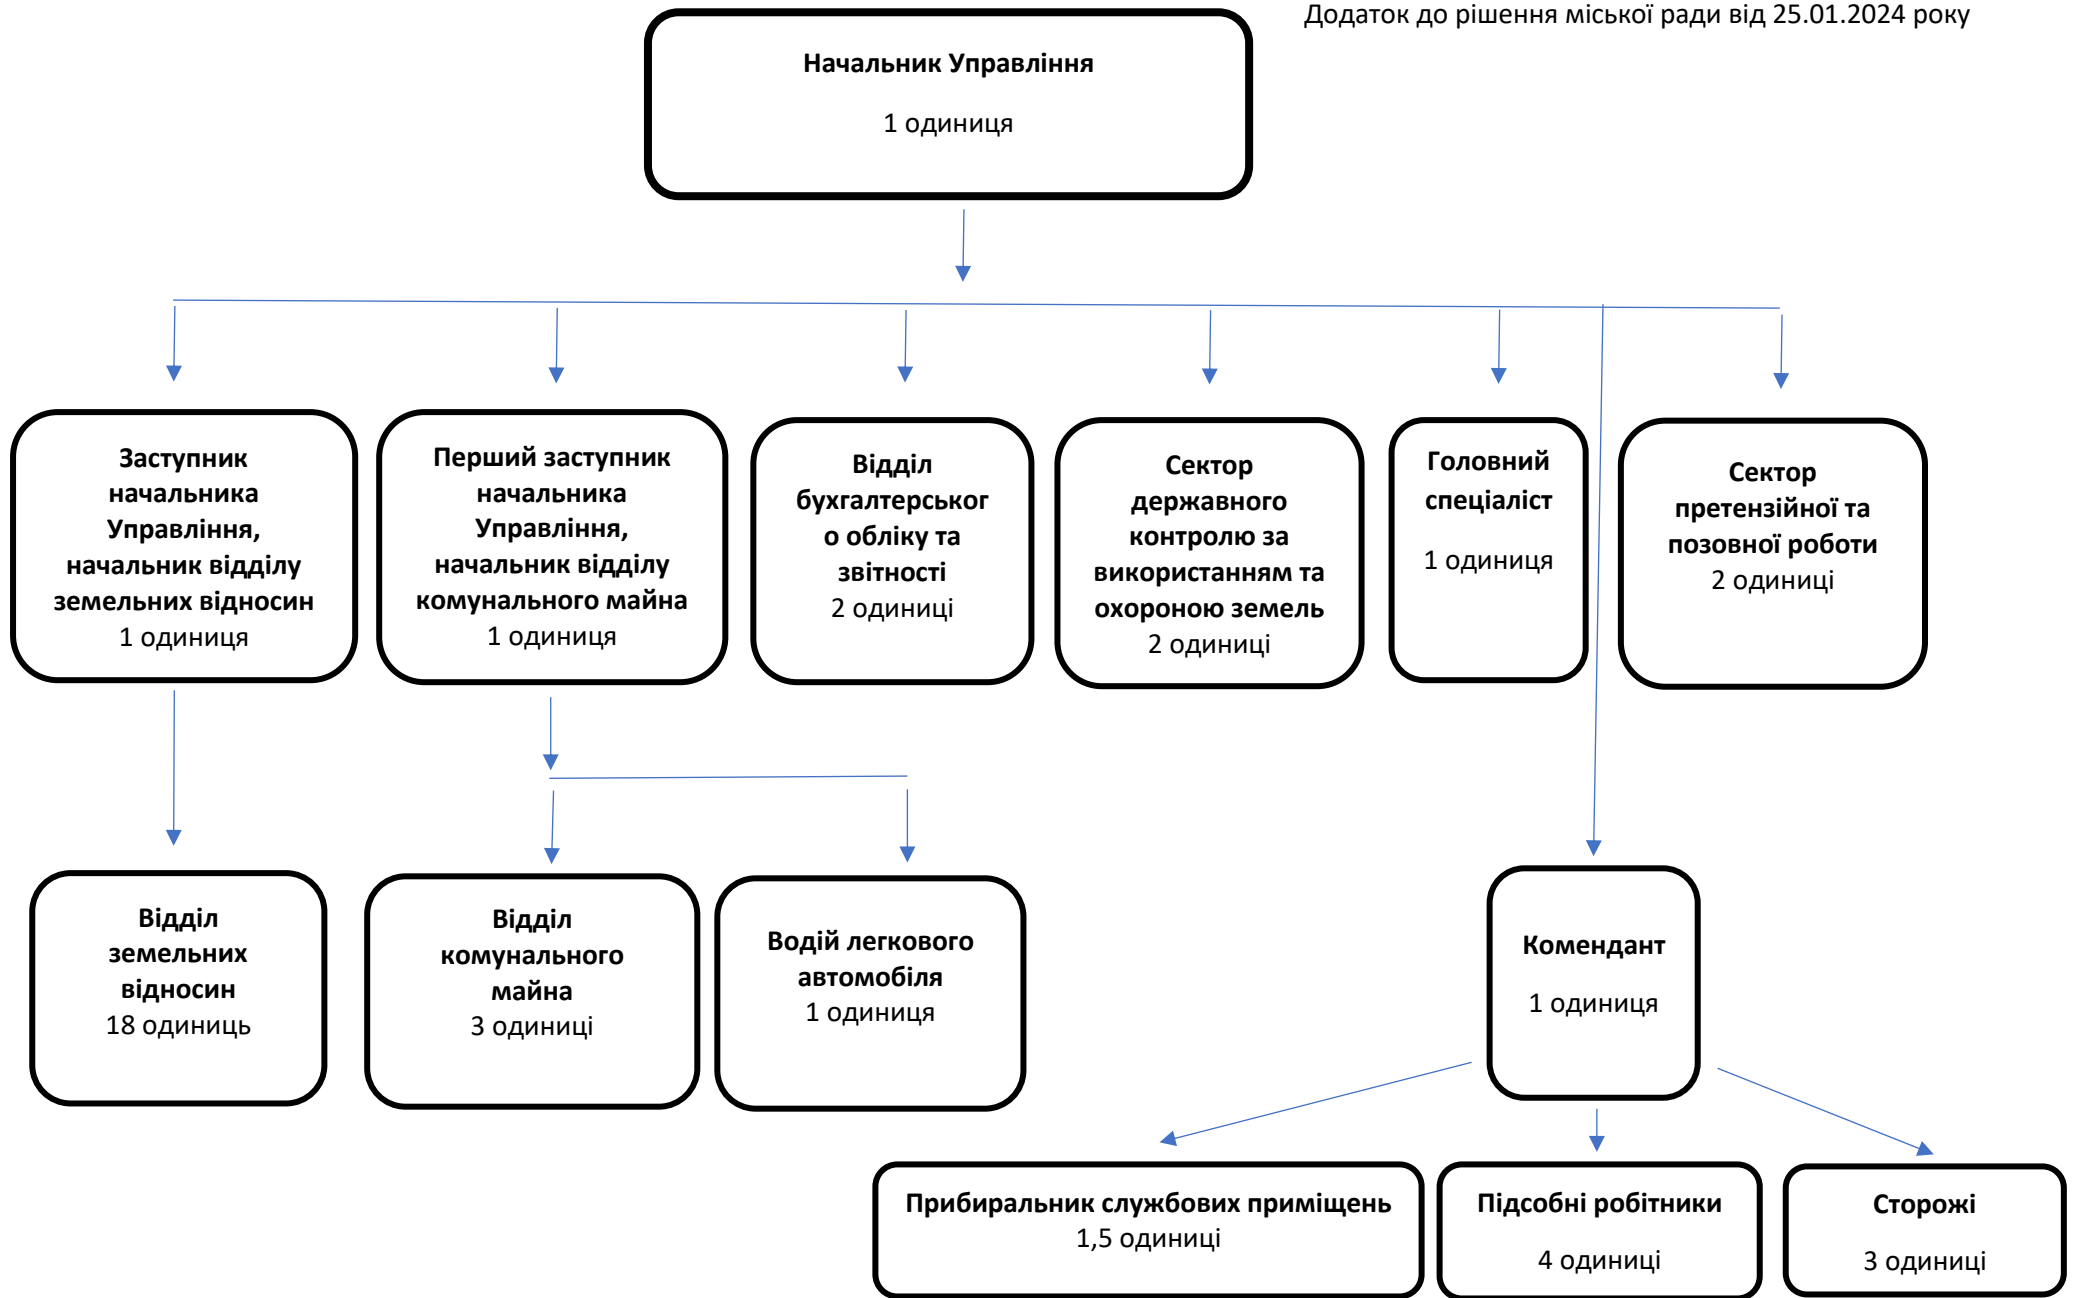 Додаток до рішення міської ради від 25.01.2024 року
Начальник Управління
1 одиниця
Заступник
начальника
Управління,
начальник відділу
земельних відносин
1 одиниця
Перший заступник
начальника
Управління,
начальник відділу
комунального майна
1 одиниця
Відділ
бухгалтерськог
о обліку та
звітності
2 одиниці
Сектор
державного
контролю за
використанням та
охороною земель
2 одиниці
Головний
спеціаліст
1 одиниця
Сектор
претензійної та
позовної роботи
2 одиниці
Відділ
земельних
відносин
18 одиниць
Відділ
комунального
майна
3 одиниці
Водій легкового
автомобіля
1 одиниця
Комендант
1 одиниця
Прибиральник службових приміщень
1,5 одиниці
Підсобні робітники
4 одиниці
Сторожі
3 одиниці